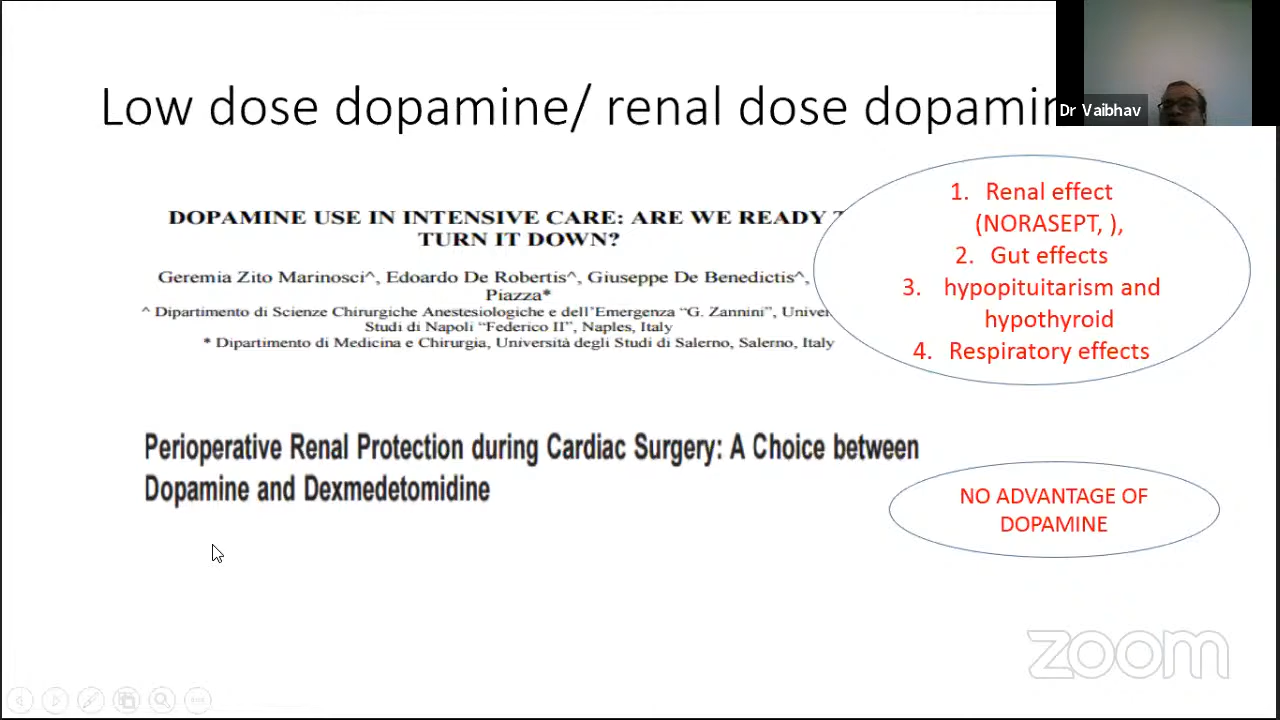 Low dose dopamine/ renal dose dopamin
Dr Vaibhav
DOPAMINE USE IN INTENSIVE CARE: ARE WE READY
TURN IT DOWN?
Geremia Zito Marinosci^, Edoardo De Robertis^, Giuseppe De Benedictis^,
Piazza*
^ Dipartimento di Scienze Chirurgiche Anestesiologiche e dell'Emergenza "G. Zannini", Univer
Studi di Napoli "Federico II", Naples, Italy
* Dipartimento di Medicina e Chirurgia, Università degli Studi di Salerno, Salerno, Italy
1. Renal effect
(NORASEPT, ),
2. Gut effects
3. hypopituitarism and
hypothyroid
4. Respiratory effects
Perioperative Renal Protection during Cardiac Surgery: A Choice between
Dopamine and Dexmedetomidine
NO ADVANTAGE OF
DOPAMINE
zoom